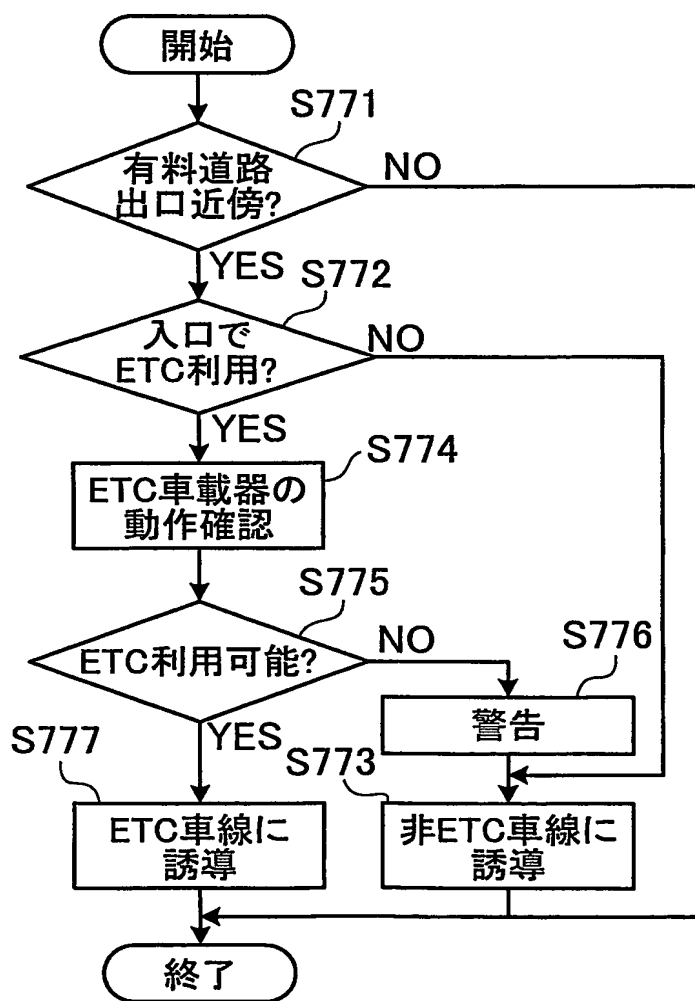 開始
S771
有料道路
出口近傍?
NO
YES
S772
入口で
ETC利用?
NO
YES
S774
ETC車載器の
動作確認
S775
ETC利用可能?
NO
S776
警告
YES
S777
ETC車線に
誘導
S773
非ETC車線に
誘導
終了